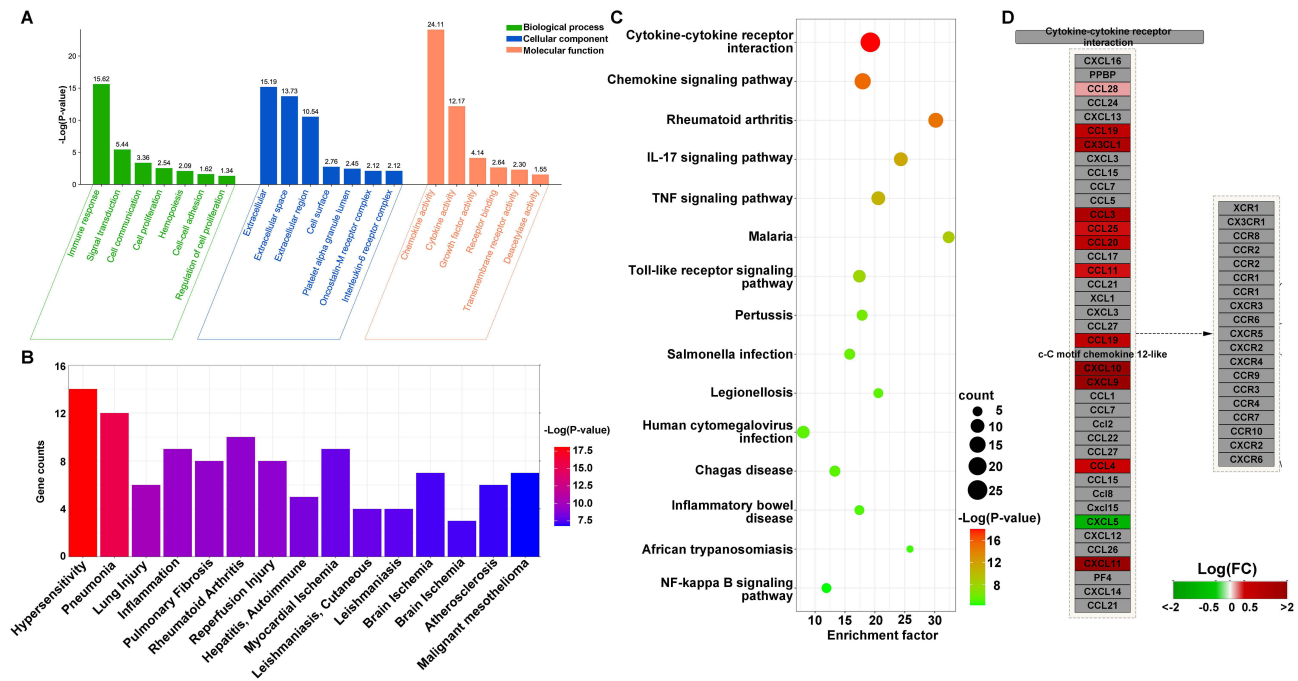 A
-Log(P-value)
20
15
10
5
0
24.11
15.62
5.44
3.36
2.54
2.09
1.62
1.34
15.19
13.73
10.54
2.76
2.45
2.12
2.12
12.17
4.14
2.64
2.30
1.55
Biological process
Cellular component
Molecular function
Immune response
Signal transduction
Cell communication
Cell proliferation
Hemopoiesis
Cell-cell adhesion
Regulation of cell proliferation
Extracellular
Extracellular space
Extracellular region
Cell surface
Platelet alpha granule lumen
Oncostatin-M receptor complex
Interleukin-6 receptor complex
Chemokine activity
Cytokine activity
Growth factor activity
Receptor binding
Transmembrane receptor activity
Deacetylase activity
B
Gene counts
16
12
8
4
0
Hypersensitivity
Pneumonia
Lung Injury
Inflammation
Pulmonary Fibrosis
Rheumatoid Arthritis
Reperfusion Injury
Hepatitis, Autoimmune
Myocardial Ischemia
Leishmaniasis, Cutaneous
Leishmaniasis
Brain Ischemia
Brain Ischemia
Atherosclerosis
Malignant mesothelioma
-Log(P-value)
17.5
15.0
12.5
10.0
7.5
C
Cytokine-cytokine receptor
interaction
Chemokine signaling pathway
Rheumatoid arthritis
IL-17 signaling pathway
TNF signaling pathway
Malaria
Toll-like receptor signaling
pathway
Pertussis
Salmonella infection
Legionellosis
Human cytomegalovirus
infection
Chagas disease
Inflammatory bowel
disease
African trypanosomiasis
NF-kappa B signaling
pathway
10 15 20 25 30
Enrichment factor
count
5
10
15
20
25
-Log(P-value)
16
12
8
D
Cytokine-cytokine receptor
interaction
CXCL16
PPBP
CCL28
CCL24
CXCL13
CCL19
CX3CL1
CXCL3
CCL15
CCL7
CCL5
CCL3
CCL25
CCL20
CCL17
CCL11
CCL21
XCL1
CXCL3
CCL27
CCL19
c-C motif chemokine 12-like
CXCL10
CXCL9
CCL1
CCL7
Ccl2
CCL22
CCL27
CCL4
CCL15
Ccl8
Cxcl15
CXCL5
CXCL12
CCL26
CXCL11
PF4
CXCL14
CCL21
XCR1
CX3CR1
CCR8
CCR2
CCR2
CCR1
CCR1
CXCR3
CCR6
CXCR5
CXCR2
CXCR4
CCR9
CCR3
CCR4
CCR7
CCR10
CXCR2
CXCR6
Log(FC)
<-2 -0.5 0.5 >2